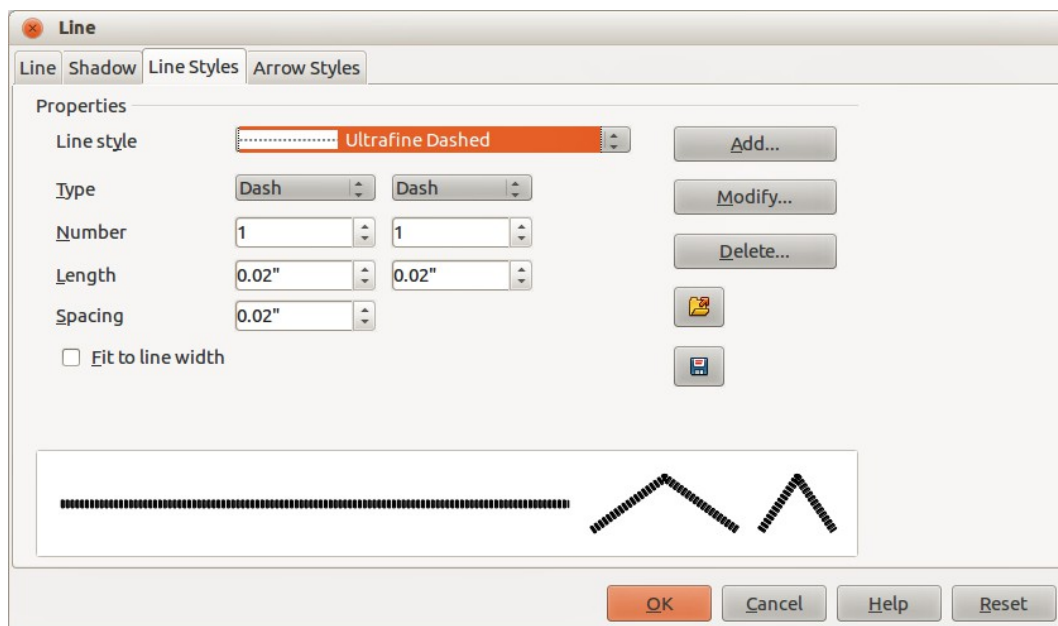 Line
Line Shadow Line Styles Arrow Styles
Properties
Line style Ultrafine Dashed Add...
Type Dash Dash Modify...
Number 1 1
Delete...
Length 0.02" 0.02"
Spacing 0.02"
Fit to line width
OK Cancel Help Reset